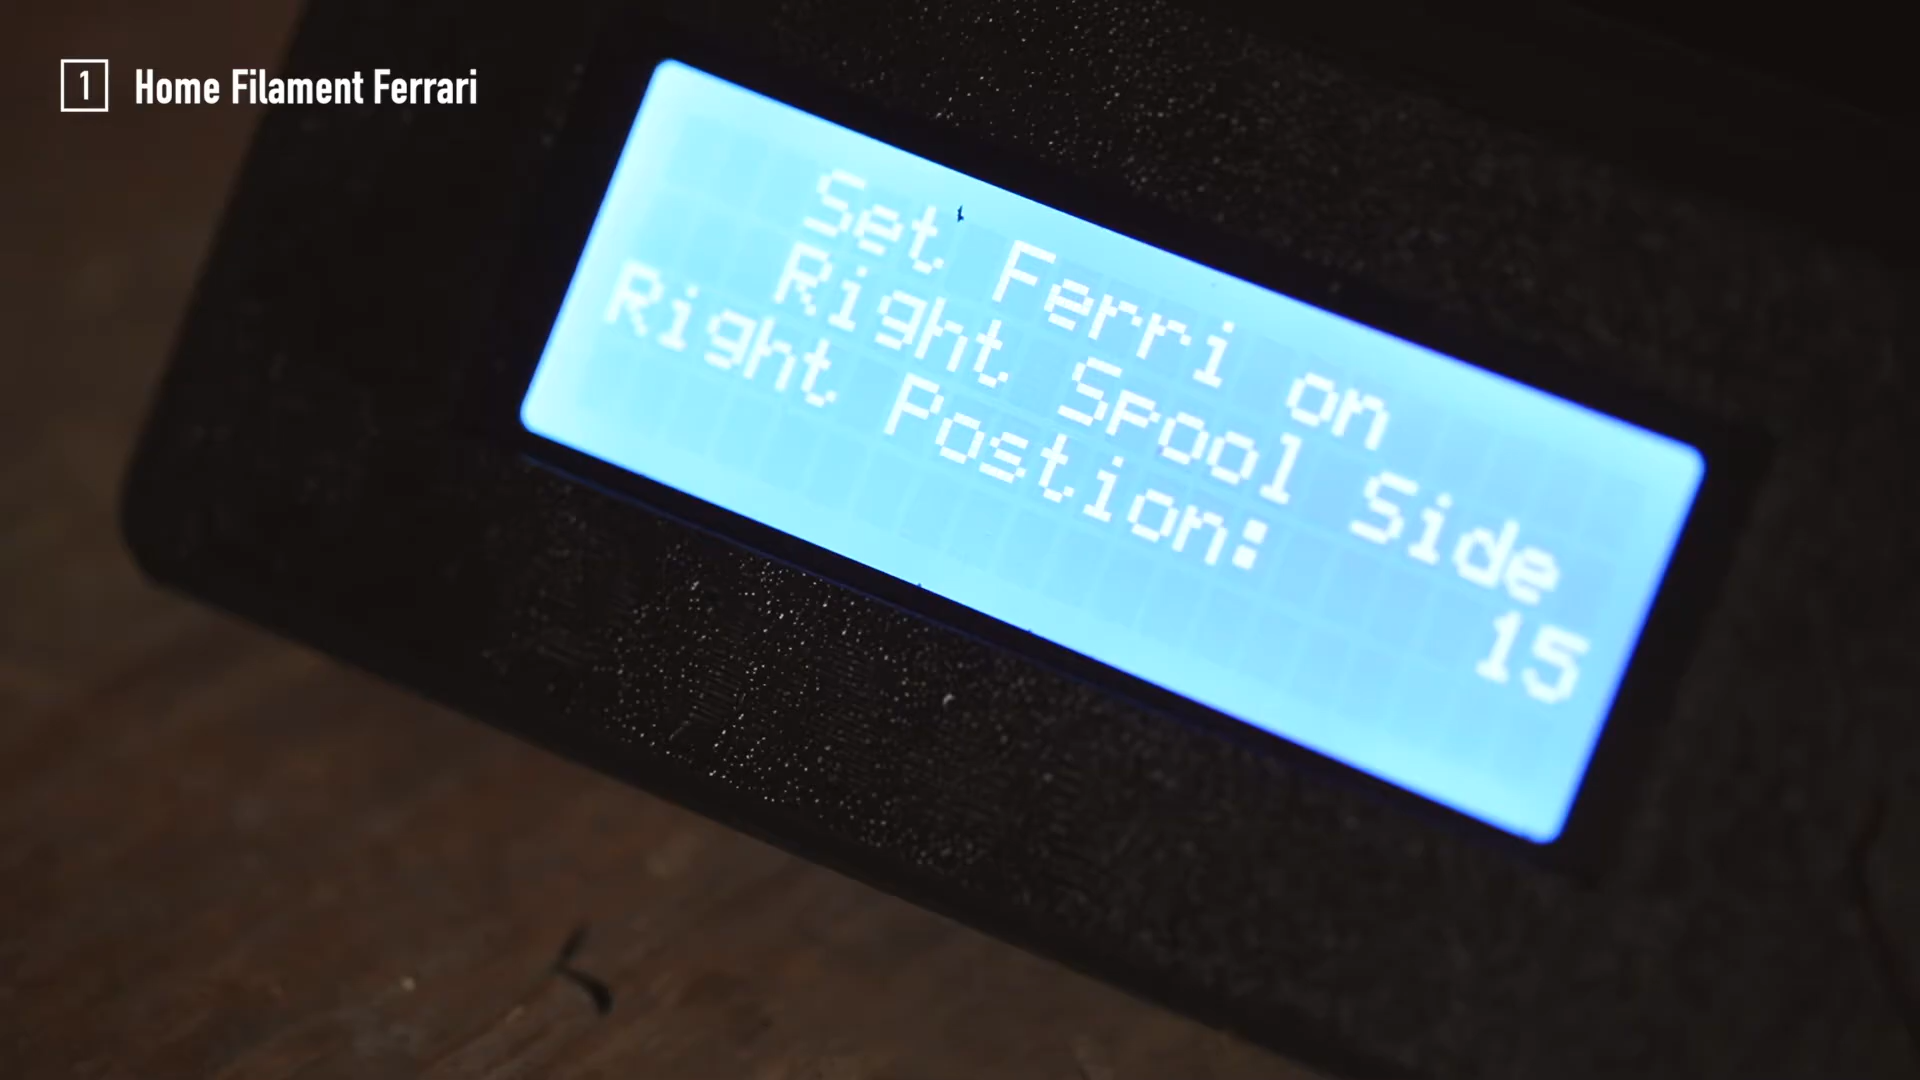 1 Home Filament Ferrari
Set Ferri on
Right Spool Side
Right Postion:
15